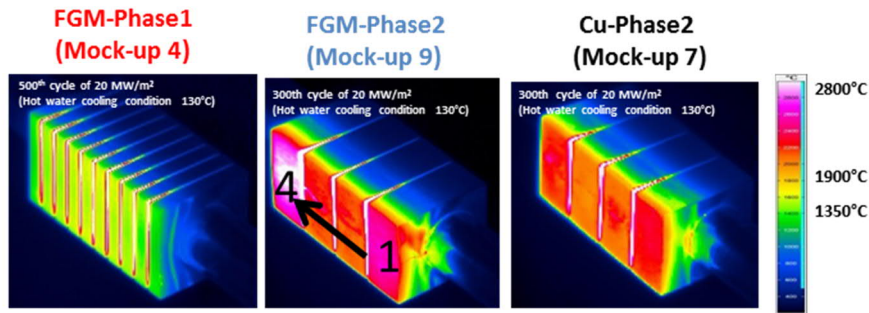 FGM-Phase1
(Mock-up 4)
FGM-Phase2
(Mock-up 9)
Cu-Phase2
(Mock-up 7)
500th cycle of 20 MW/m²
(Hot water cooling condition 130°C)
300th cycle of 20 MW/m²
(Hot water cooling condition 130°C)
300th cycle of 20 MW/m²
(Hot water cooling condition 130°C)
4
1
2800°C
1900°C
1350°C